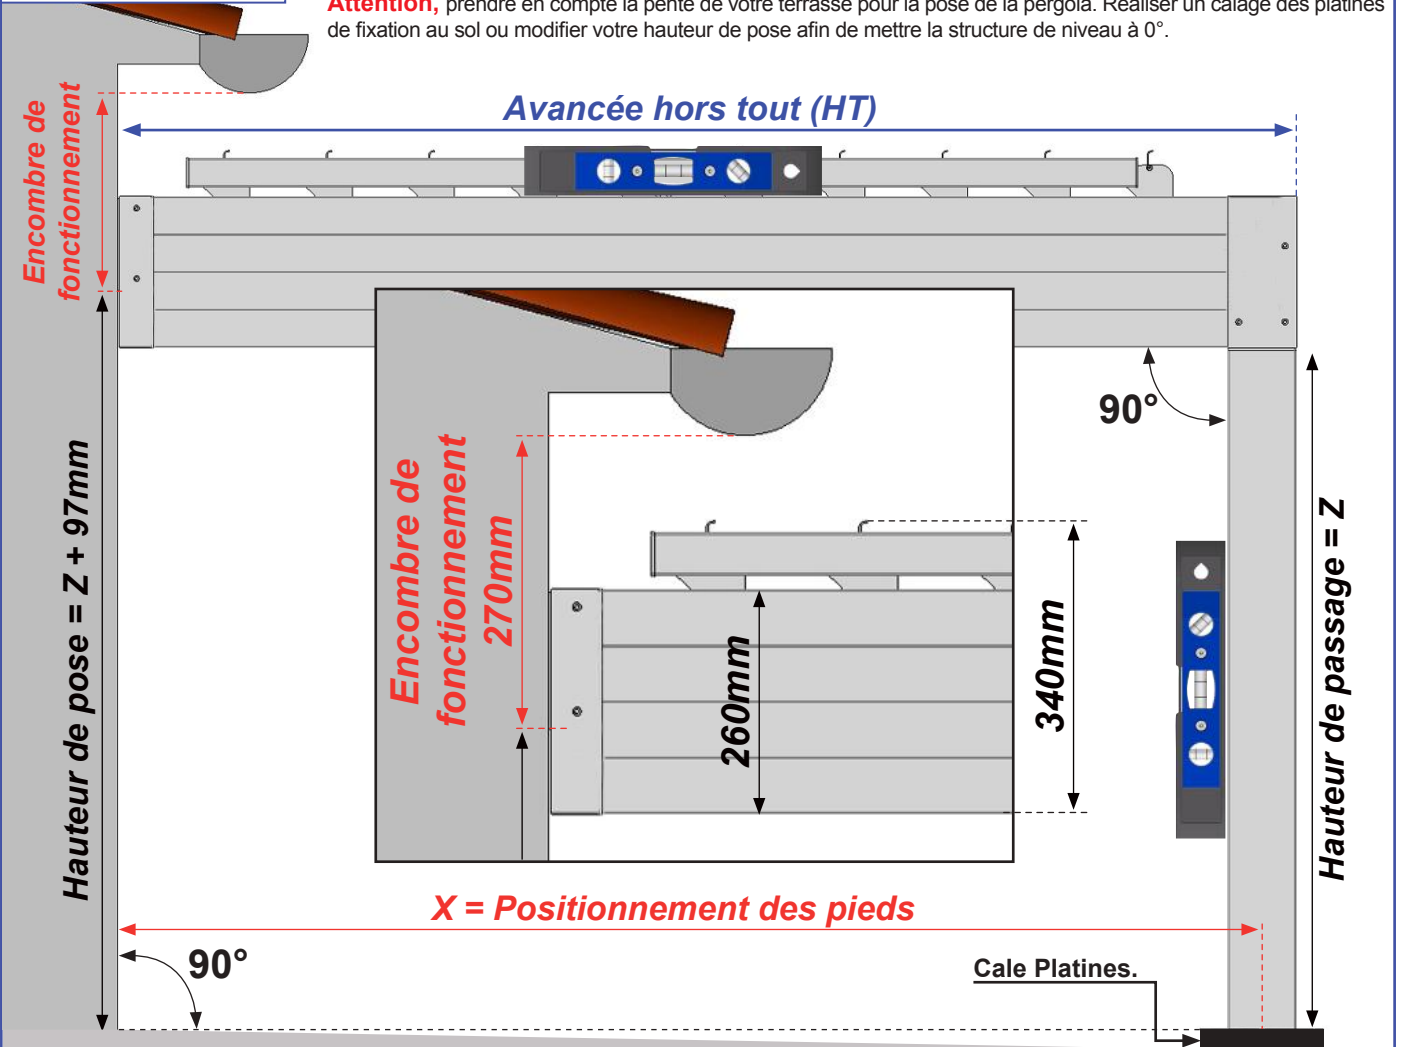 Attention, prendre en compte la pente de votre terrasse pour la pose de la pergola. Réaliser un calage des platines
de fixation au sol ou modifier votre hauteur de pose afin de mettre la structure de niveau à 0°.
Avancée hors tout (HT)
Encombre de
fonctionnement
90°
Encombre de
fonctionnement
270mm
260mm
340mm
Hauteur de pose = Z + 97mm
Hauteur de passage = Z
X = Positionnement des pieds
90°
Cale Platines.